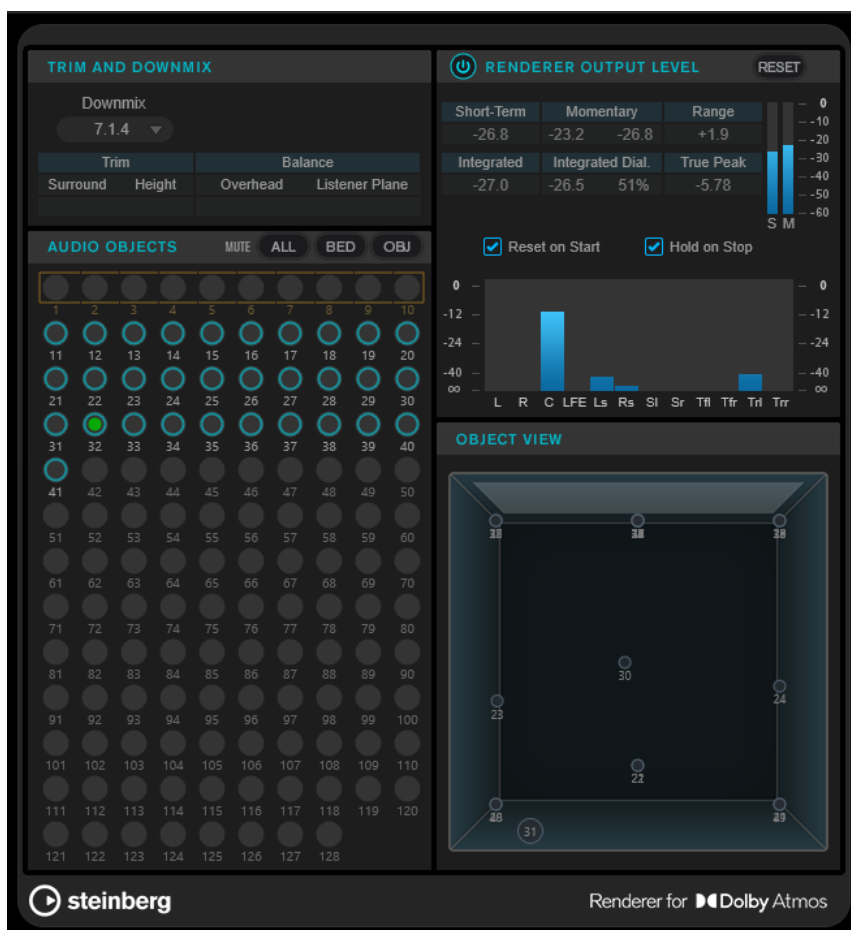 TRIM AND DOWNMIX
Downmix
7.1.4
Trim Balance
Surround Height Overhead Listener Plane
AUDIO OBJECTS MUTE ALL BED OBJ
1 2 3 4 5 6 7 8 9 10
11 12 13 14 15 16 17 18 19 20
21 22 23 24 25 26 27 28 29 30
31 32 33 34 35 36 37 38 39 40
41 42 43 44 45 46 47 48 49 50
51 52 53 54 55 56 57 58 59 60
61 62 63 64 65 66 67 68 69 70
71 72 73 74 75 76 77 78 79 80
81 82 83 84 85 86 87 88 89 90
91 92 93 94 95 96 97 98 99 100
101 102 103 104 105 106 107 108 109 110
111 112 113 114 115 116 117 118 119 120
121 122 123 124 125 126 127 128
RENDERER OUTPUT LEVEL RESET
Short-Term Momentary Range
-26.8 -23.2 -26.8 +1.9
Integrated Integrated Dial. True Peak
-27.0 -26.5 51% -5.78
0
-10
-20
-30
-40
-50
-60
S M
Reset on Start Hold on Stop
0 0
-12 -12
-24 -24
-40 -40
∞ ∞
L R C LFE Ls Rs Sl Sr Tfl Tfr Trl Trr
OBJECT VIEW
30
23
24
31
steinberg
Renderer for Dolby Atmos